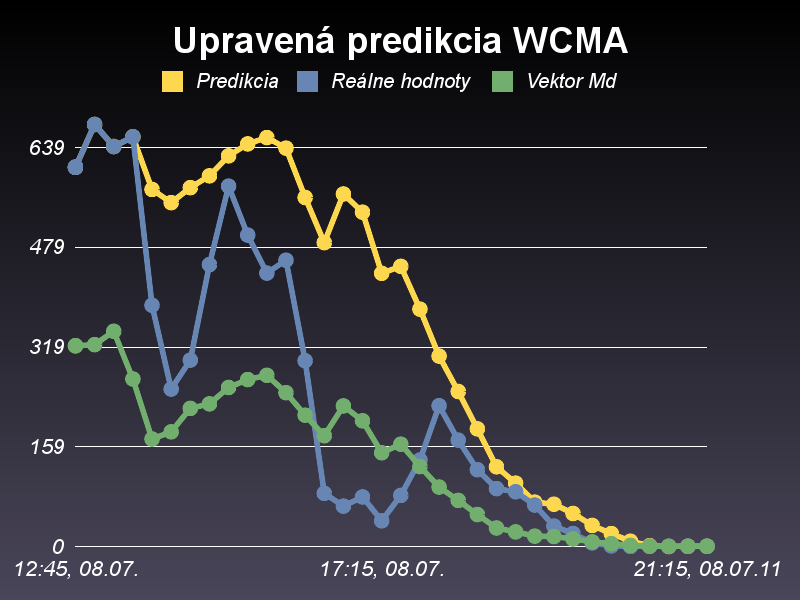 Upravená predikcia WCMA
Predikcia Reálne hodnoty Vektor Md
639
479
319
159
0
12:45, 08.07. 17:15, 08.07. 21:15, 08.07.11